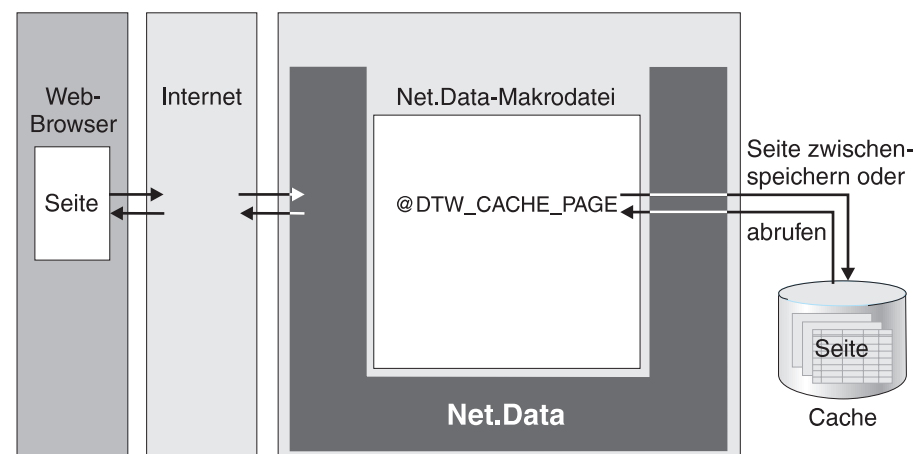 Web-
Browser
Seite
Internet
Net.Data-Makrodatei
@DTW_CACHE_PAGE
Net.Data
Seite zwischen-
speichern oder
abrufen
Seite
Cache